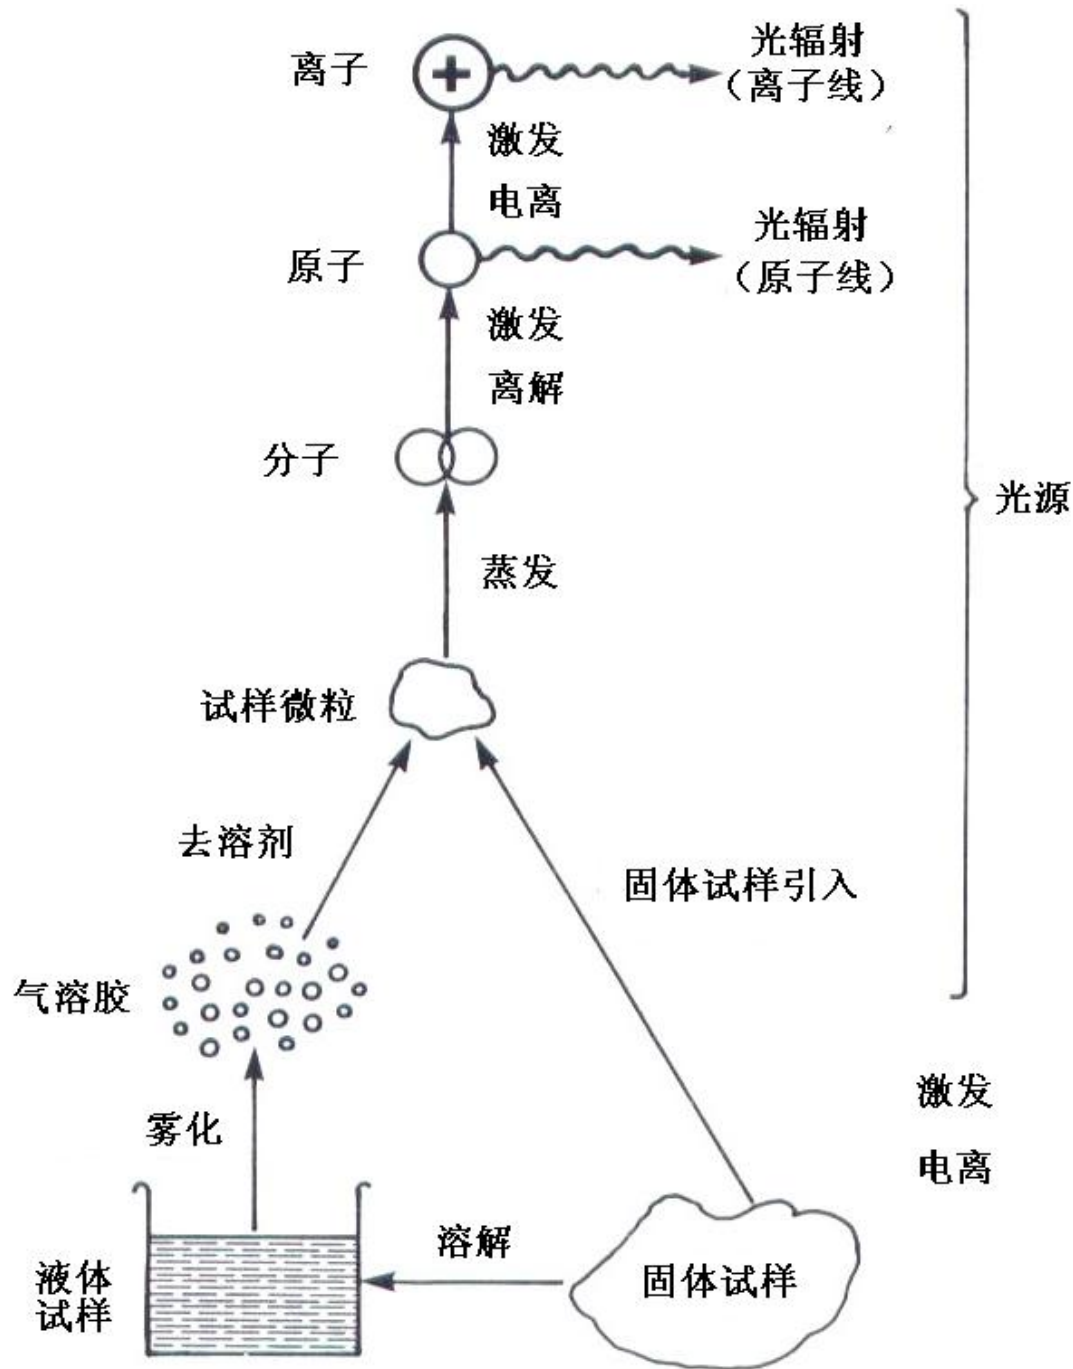 离子
+
光辐射
（离子线）
激发
电离
原子
光辐射
（原子线）
激发
离解
分子
光源
蒸发
试样微粒
去溶剂
固体试样引入
气溶胶
激发
电离
雾化
溶解
液体
试样
固体试样